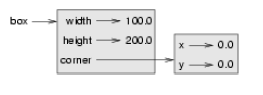 box width 100.0
height 200.0
corner x 0.0
y 0.0